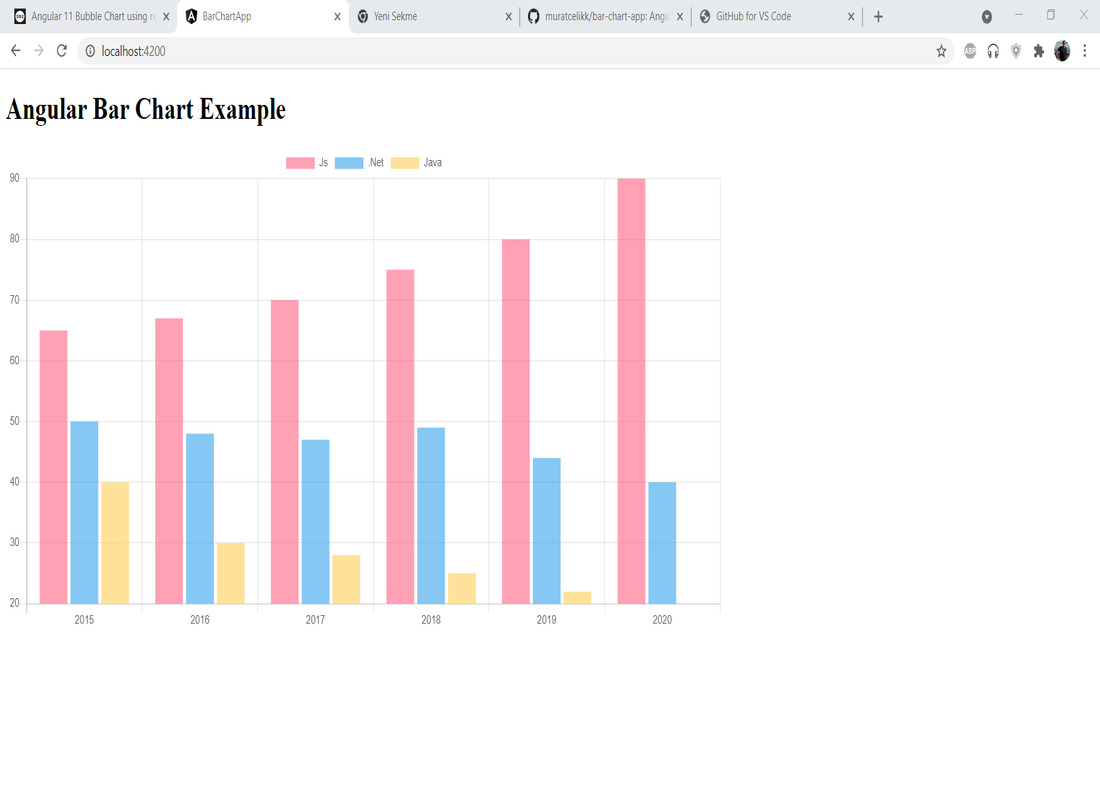 Angular 11 Bubble Chart using n
BarChartApp
Yeni Sekme
muratcelikk/bar-chart-app: Angu
GitHub for VS Code
localhost:4200
ABP
Angular Bar Chart Example
Js .Net Java
90
80
70
60
50
40
30
20
2015 2016 2017 2018 2019 2020